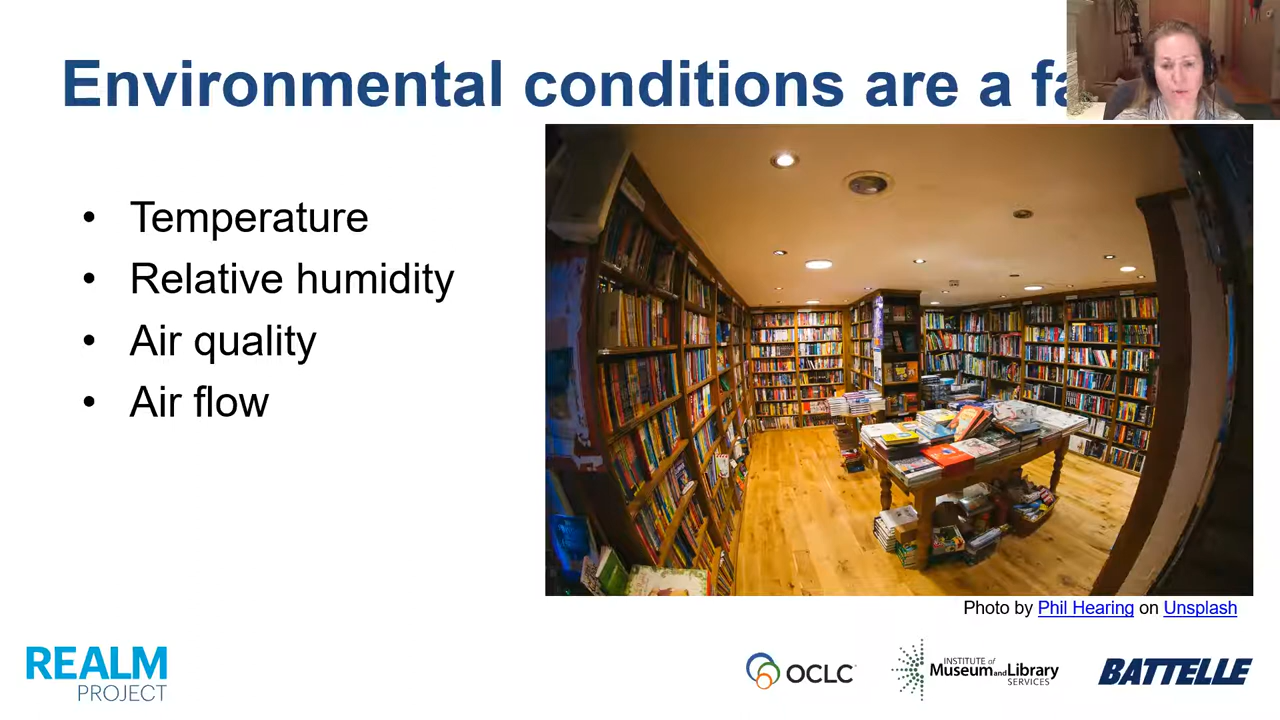 Environmental conditions are a fa
• Temperature
• Relative humidity
• Air quality
• Air flow
Photo by Phil Hearing on Unsplash
REALM
PROJECT
OCLC
INSTITUTE of
Museum and Library
SERVICES
BATTELLE